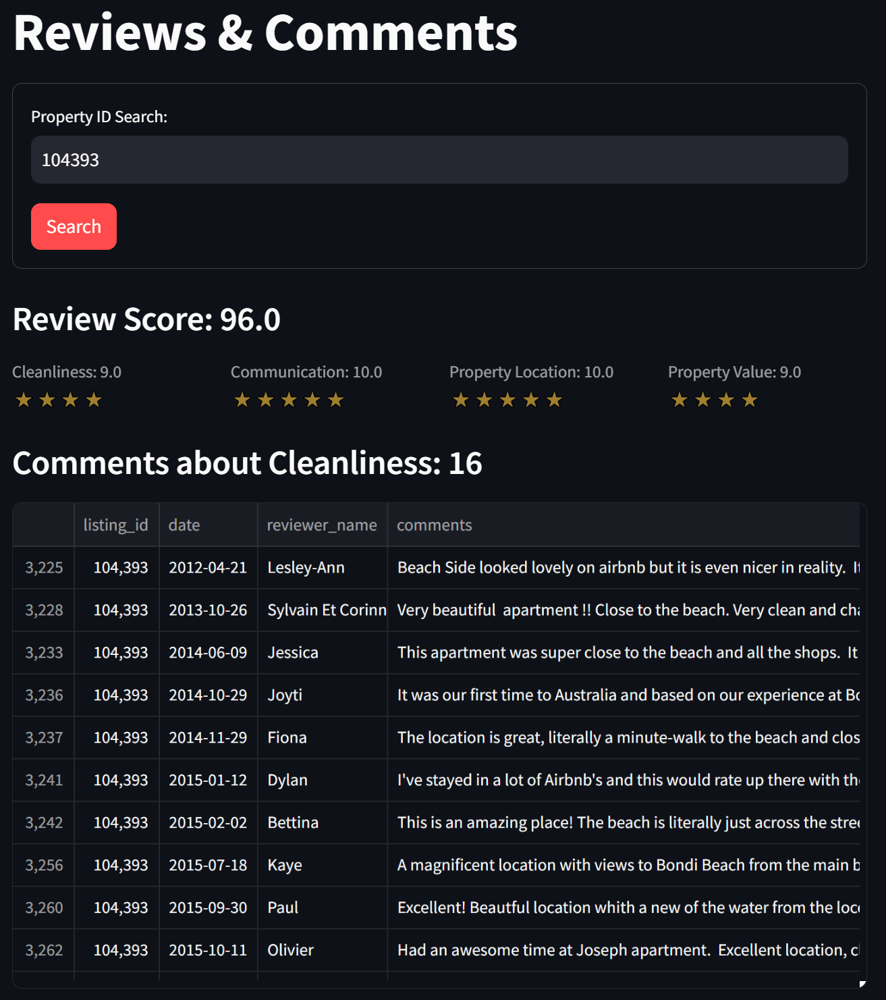 Reviews & Comments
Property ID Search:
104393
Search
Review Score: 96.0
Cleanliness: 9.0 Communication: 10.0 Property Location: 10.0 Property Value: 9.0
Comments about Cleanliness: 16
listing_id date reviewer_name comments
3,225 104,393 2012-04-21 Lesley-Ann Beach Side looked lovely on airbnb but it is even nicer in reality.
3,228 104,393 2013-10-26 Sylvain Et Corinn Very beautiful apartment !! Close to the beach. Very clean and
3,233 104,393 2014-06-09 Jessica This apartment was super close to the beach and all the shops. It
3,236 104,393 2014-10-29 Joyti It was our first time to Australia and based on our experience at
3,237 104,393 2014-11-29 Fiona The location is great, literally a minute-walk to the beach and clos
3,241 104,393 2015-01-12 Dylan I've stayed in a lot of Airbnb's and this would rate up there with
3,242 104,393 2015-02-02 Bettina This is an amazing place! The beach is literally just across the
3,256 104,393 2015-07-18 Kaye A magnificent location with views to Bondi Beach from the main b
3,260 104,393 2015-09-30 Paul Excellent! Beautful location whith a new of the water from the
3,262 104,393 2015-10-11 Olivier Had an awesome time at Joseph apartment. Excellent location,